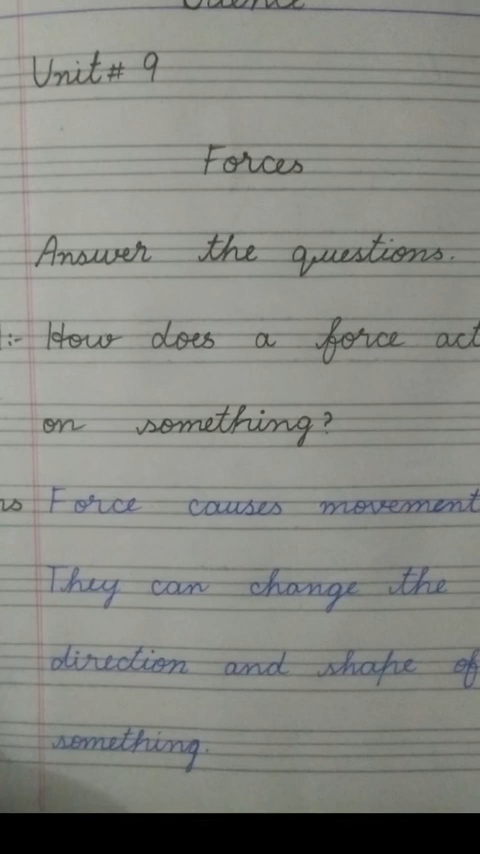 Unit # 9
Forces
Answer the questions.
:- How does a force act
on something?
Force causes movement
They can change the
direction and shape of
something.